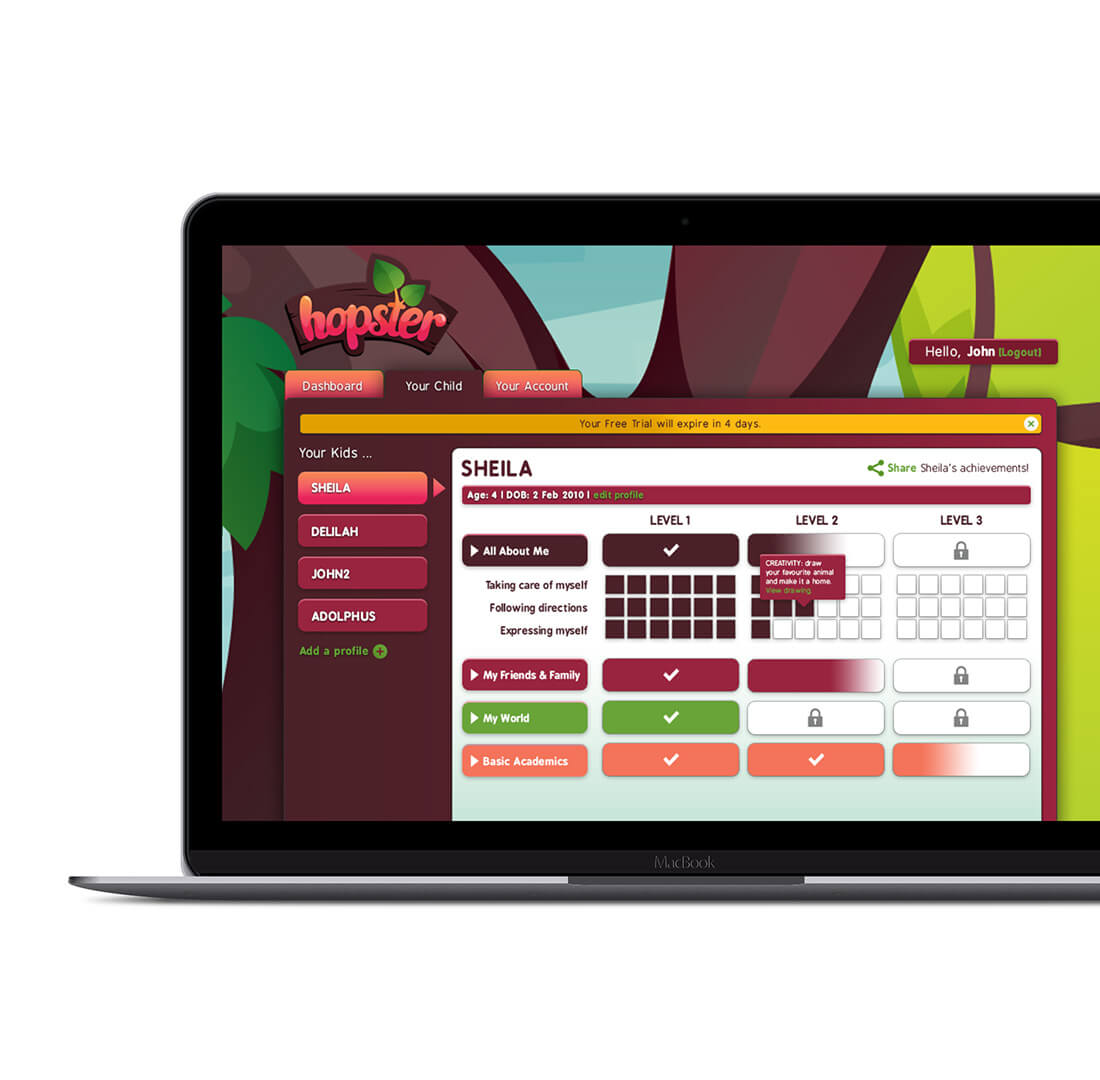 hopster
Hello, John [Logout]
Dashboard
Your Child
Your Account
Your Free Trial will expire in 4 days.
Your Kids ...
SHEILA
DELILAH
JOHN2
ADOLPHUS
Add a profile
SHEILA
Share Sheila's achievements!
Age: 4 | DOB: 2 Feb 2010 | edit profile
LEVEL 1
LEVEL 2
LEVEL 3
All About Me
CREATIVITY: draw
your favourite animal
and make it a home.
View drawing.
Taking care of myself
Following directions
Expressing myself
My Friends & Family
My World
Basic Academics
MacBook